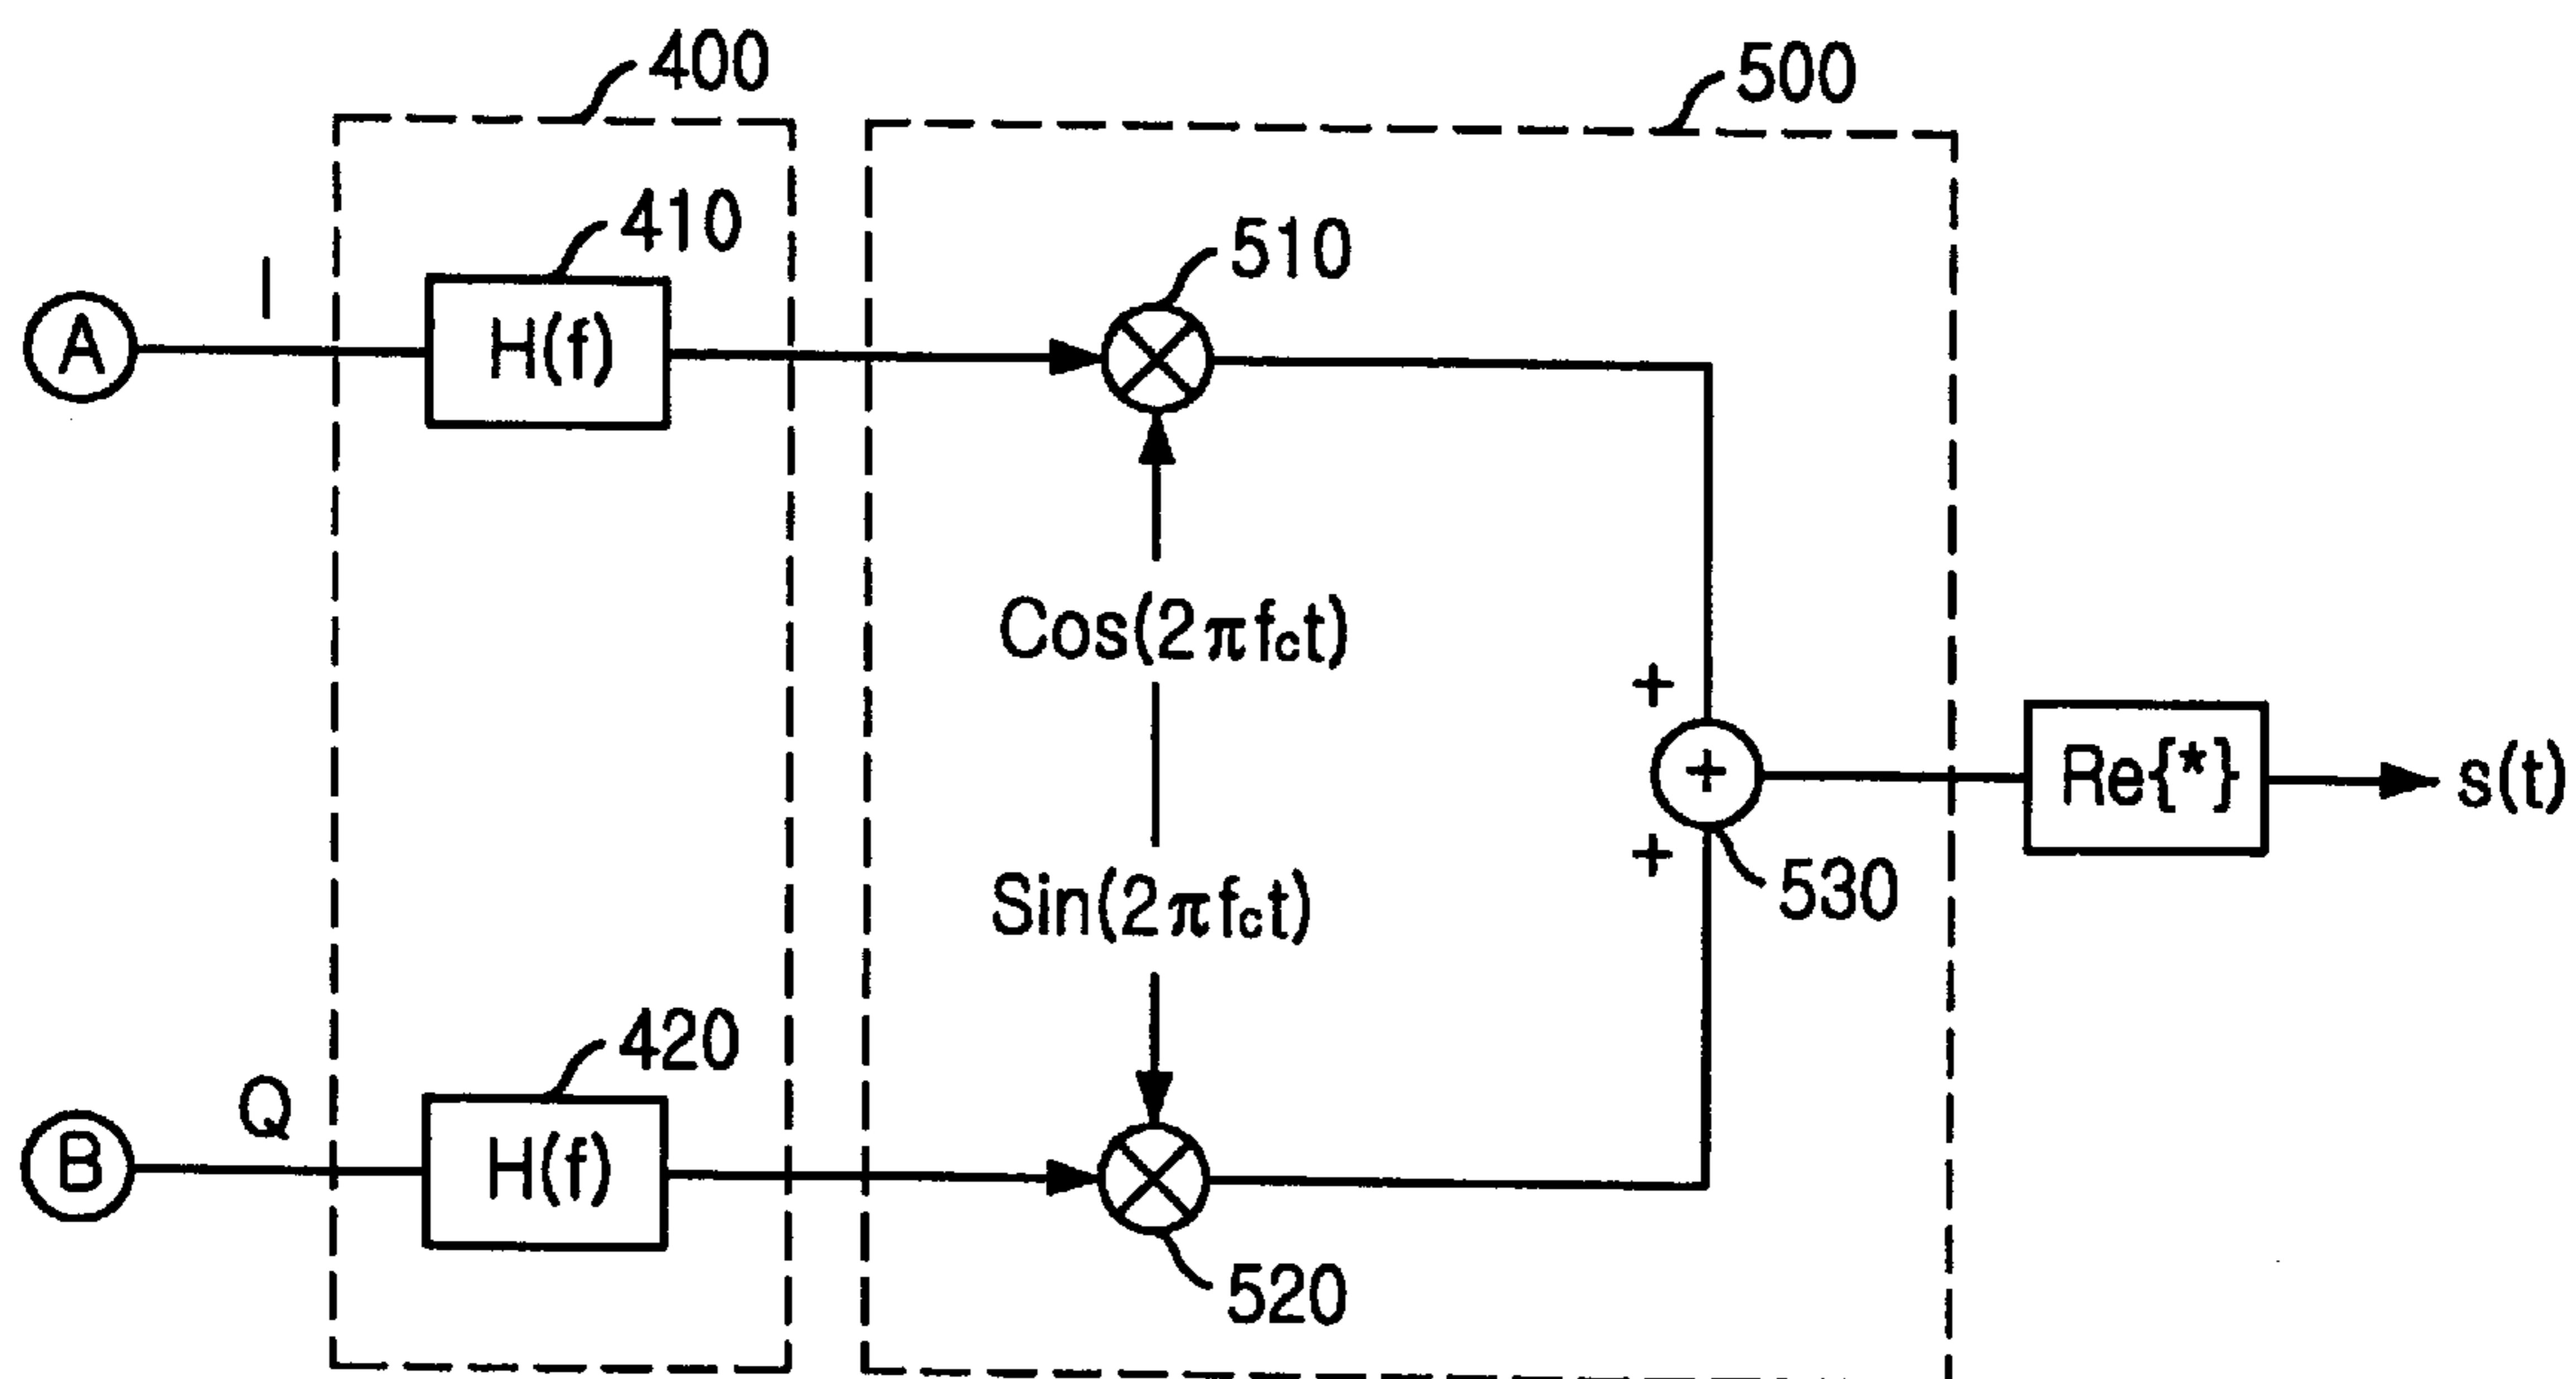 400
500
410
510
I
A
H(f)
Cos(2πfct)
+
+
Re{*}
s(t)
+
530
Sin(2πfct)
420
Q
B
H(f)
520